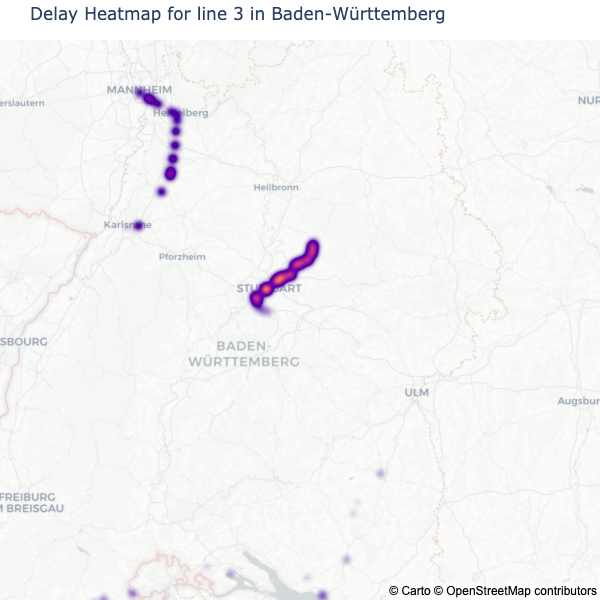 Delay Heatmap for line 3 in Baden-Württemberg
MANNHEIM
erslautern
Heidelberg
NUR
Heilbronn
Karlsruhe
Pforzheim
STUTTGART
SBOURG
BADEN-
WÜRTTEMBERG
ULM
Augsbur
FREIBURG
M BREISGAU
© Carto © OpenStreetMap contributors